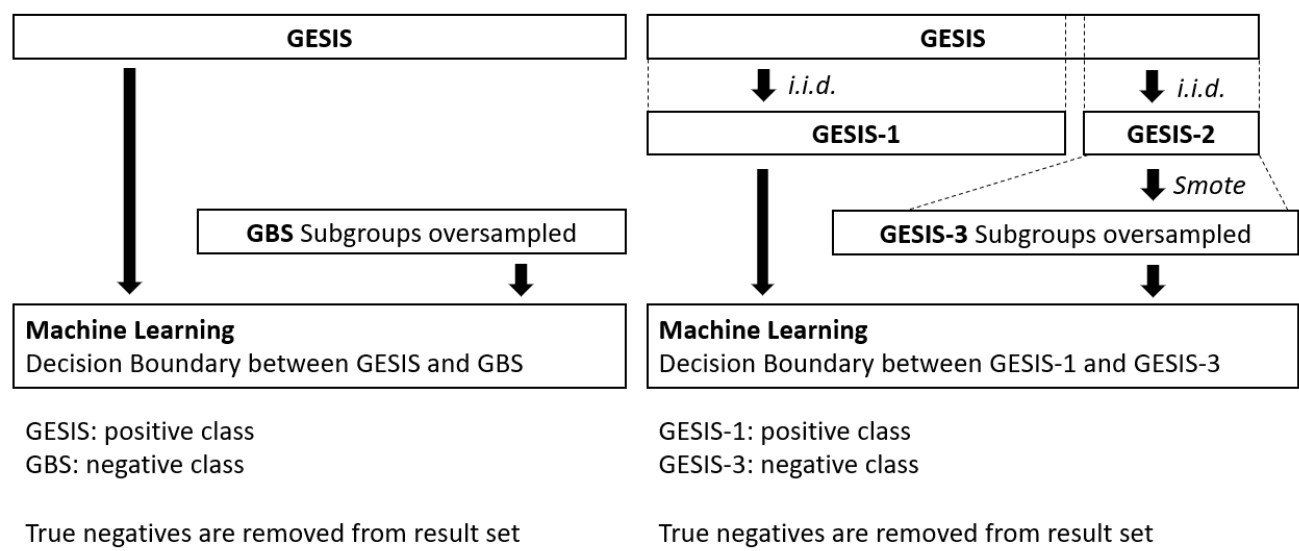 GESIS
GBS Subgroups oversampled
Machine Learning
Decision Boundary between GESIS and GBS
GESIS: positive class
GBS: negative class
True negatives are removed from result set
GESIS
i.i.d.
i.i.d.
GESIS-1
GESIS-2
Smote
GESIS-3 Subgroups oversampled
Machine Learning
Decision Boundary between GESIS-1 and GESIS-3
GESIS-1: positive class
GESIS-3: negative class
True negatives are removed from result set